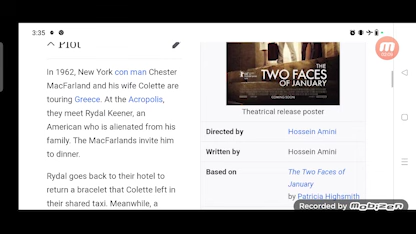 3:35
Plot
In 1962, New York con man Chester
MacFarland and his wife Colette are
touring Greece. At the Acropolis,
they meet Rydal Keener, an
American who is alienated from his
family. The MacFarlands invite him
to dinner.
Rydal goes back to their hotel to
return a bracelet that Colette left in
their shared taxi. Meanwhile, a
THE
TWO FACES
OF JANUARY
COMING SOON
Theatrical release poster
Directed by Hossein Amini
Written by Hossein Amini
Based on The Two Faces of
January
by Patricia Highsmith
Recorded by MOBIZEN